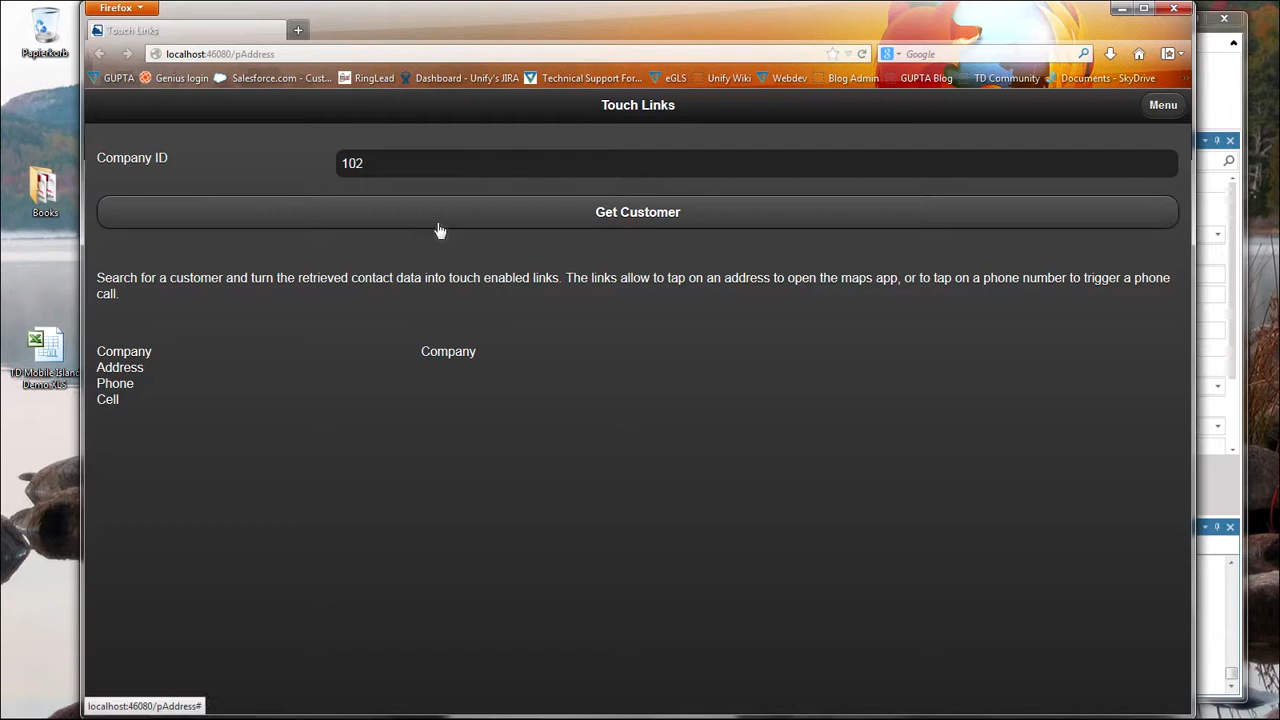 Firefox
Papierkorb
Touch Links
localhost:46080/pAddress
Google
GUPTA
Genius login
Salesforce.com - Cust...
RingLead
Dashboard - Unify's JIRA
Technical Support For...
eGLS
Unify Wiki
Webdev
Blog Admin
GUPTA Blog
TD Community
Documents - SkyDrive
Touch Links
Menu
Company ID
102
Books
Get Customer
Search for a customer and turn the retrieved contact data into touch enabled links. The links allow to tap on an address to open the maps app, or to tap on a phone number to trigger a phone
call.
Company
Company
Address
Phone
Cell
TD Mobile Island
Demo.XLS
localhost:46080/pAddress#